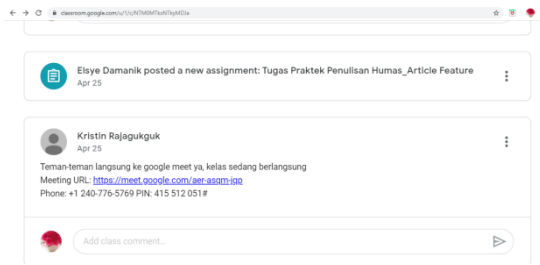 classroom.google.com/u/1/c/NTM0MTkxNTkyMDJa
Elsye Damanik posted a new assignment: Tugas Praktek Penulisan Humas_Article Feature
Apr 25
Kristin Rajagukguk
Apr 25
Teman-teman langsung ke google meet ya, kelas sedang berlangsung
Meeting URL: https://meet.google.com/aer-asqm-jqp
Phone: +1 240-776-5769 PIN: 415 512 051#
Add class comment...